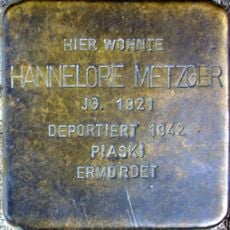 HIER WOHNTE
HANNELORE METZGER
JG. 1921
DEPORTIERT 1942
PIASKI
ERMORDET